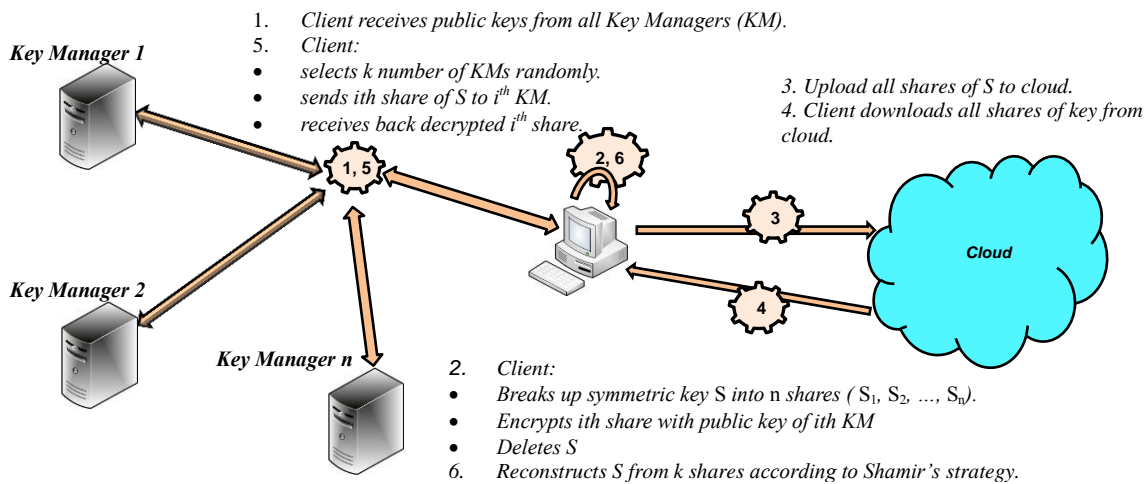 1. Client receives public keys from all Key Managers (KM).
5. Client:
• selects k number of KMs randomly.
• sends ith share of S to i^th KM.
• receives back decrypted i^th share.
Key Manager 1
3. Upload all shares of S to cloud.
4. Client downloads all shares of key from
cloud.
2, 6
1, 5
3
Cloud
4
Key Manager 2
Key Manager n
2. Client:
• Breaks up symmetric key S into n shares ( S₁, S₂, …, Sₙ).
• Encrypts ith share with public key of ith KM
• Deletes S
6. Reconstructs S from k shares according to Shamir’s strategy.